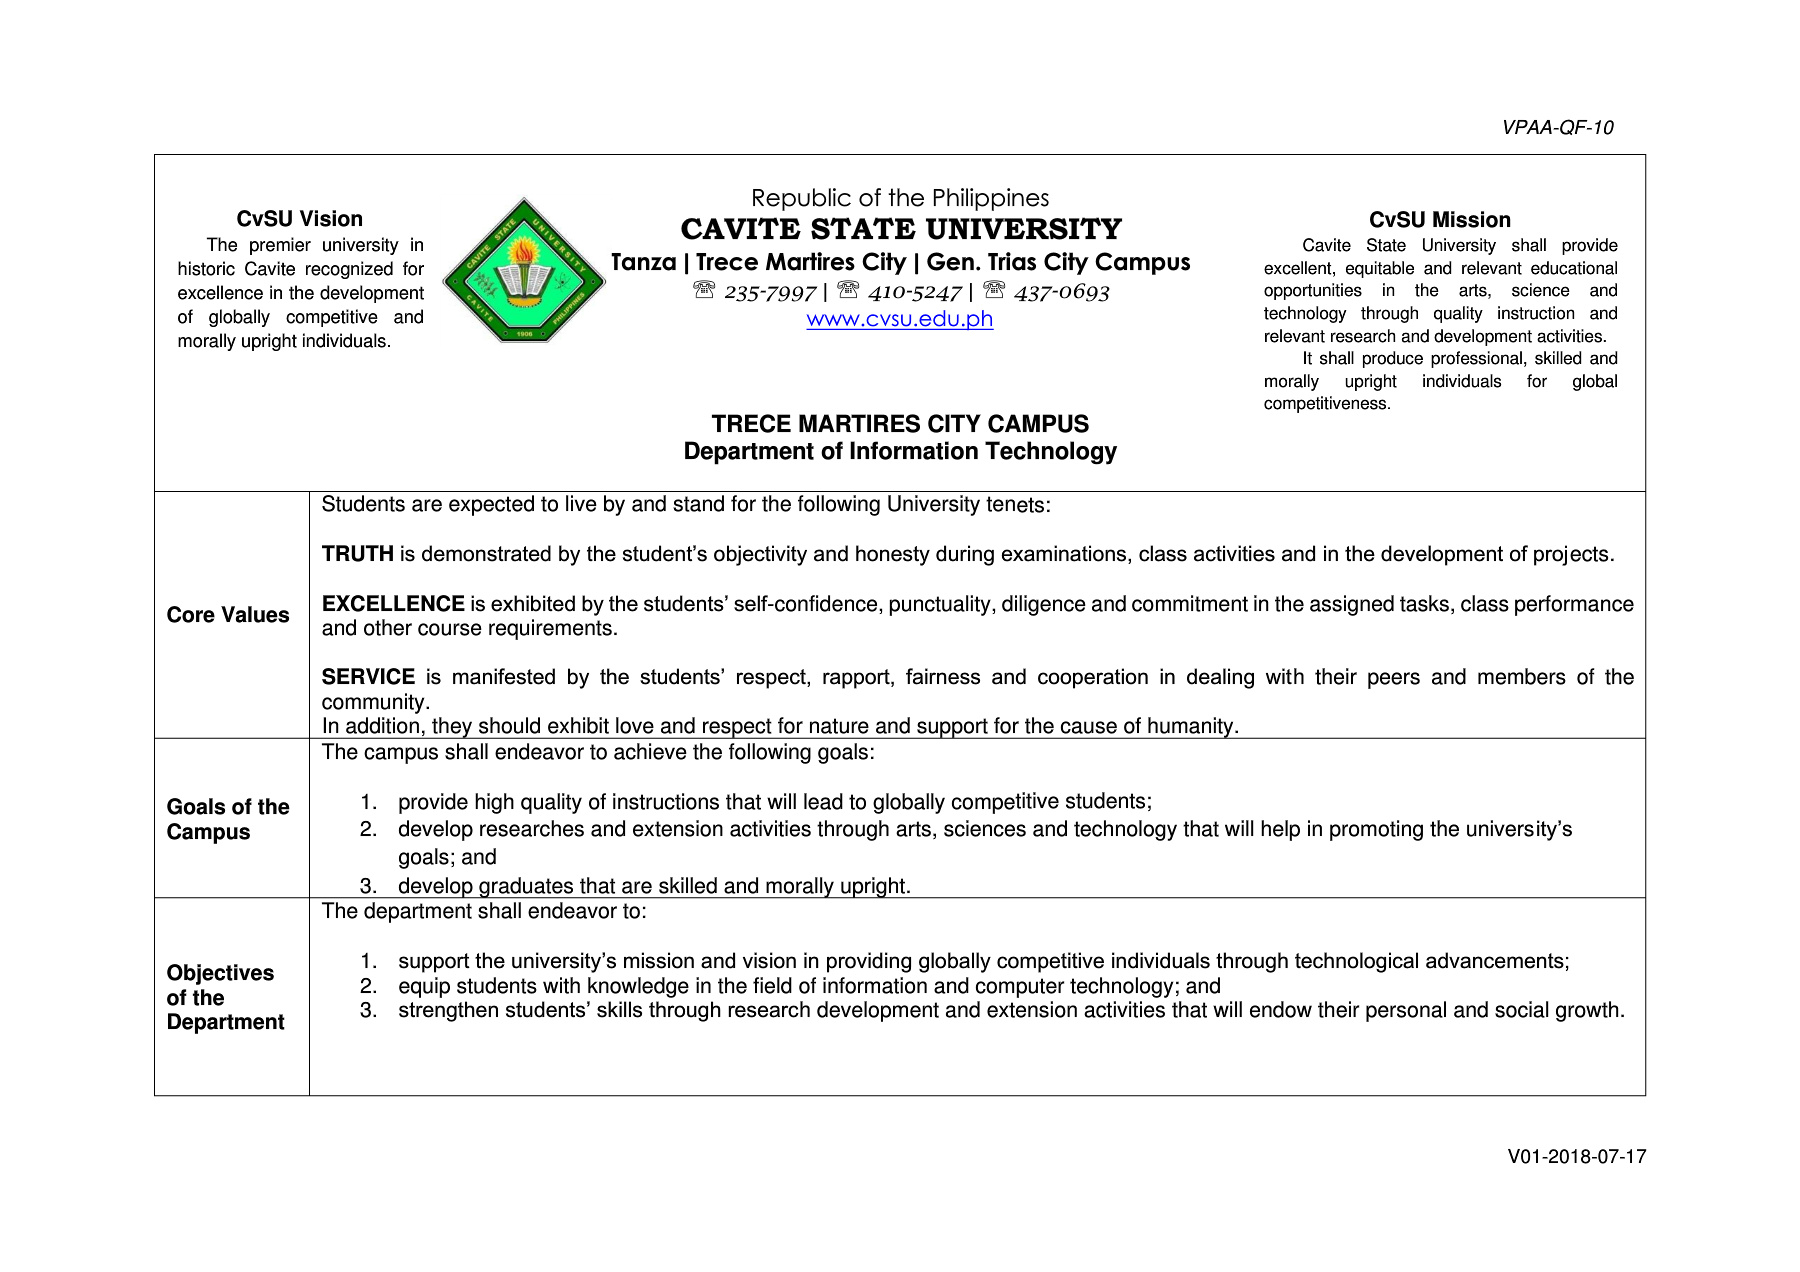 VPAA-QF-10
CvSU Vision
The premier university in
historic Cavite recognized for
excellence in the development
of globally competitive and
morally upright individuals.
CAVITE STATE UNIVERSITY
CAVITE
PHILIPPINES
1906
Republic of the Philippines
CAVITE STATE UNIVERSITY
Tanza | Trece Martires City | Gen. Trias City Campus
☏ 235-7997 | ☏ 410-5247 | ☏ 437-0693
www.cvsu.edu.ph
CvSU Mission
Cavite State University shall provide
excellent, equitable and relevant educational
opportunities in the arts, science and
technology through quality instruction and
relevant research and development activities.
It shall produce professional, skilled and
morally upright individuals for global
competitiveness.
TRECE MARTIRES CITY CAMPUS
Department of Information Technology
Core Values
Students are expected to live by and stand for the following University tenets:
TRUTH is demonstrated by the student’s objectivity and honesty during examinations, class activities and in the development of projects.
EXCELLENCE is exhibited by the students’ self-confidence, punctuality, diligence and commitment in the assigned tasks, class performance
and other course requirements.
SERVICE is manifested by the students’ respect, rapport, fairness and cooperation in dealing with their peers and members of the
community.
In addition, they should exhibit love and respect for nature and support for the cause of humanity.
Goals of the
Campus
The campus shall endeavor to achieve the following goals:
1. provide high quality of instructions that will lead to globally competitive students;
2. develop researches and extension activities through arts, sciences and technology that will help in promoting the university’s
goals; and
3. develop graduates that are skilled and morally upright.
Objectives
of the
Department
The department shall endeavor to:
1. support the university’s mission and vision in providing globally competitive individuals through technological advancements;
2. equip students with knowledge in the field of information and computer technology; and
3. strengthen students’ skills through research development and extension activities that will endow their personal and social growth.
V01-2018-07-17